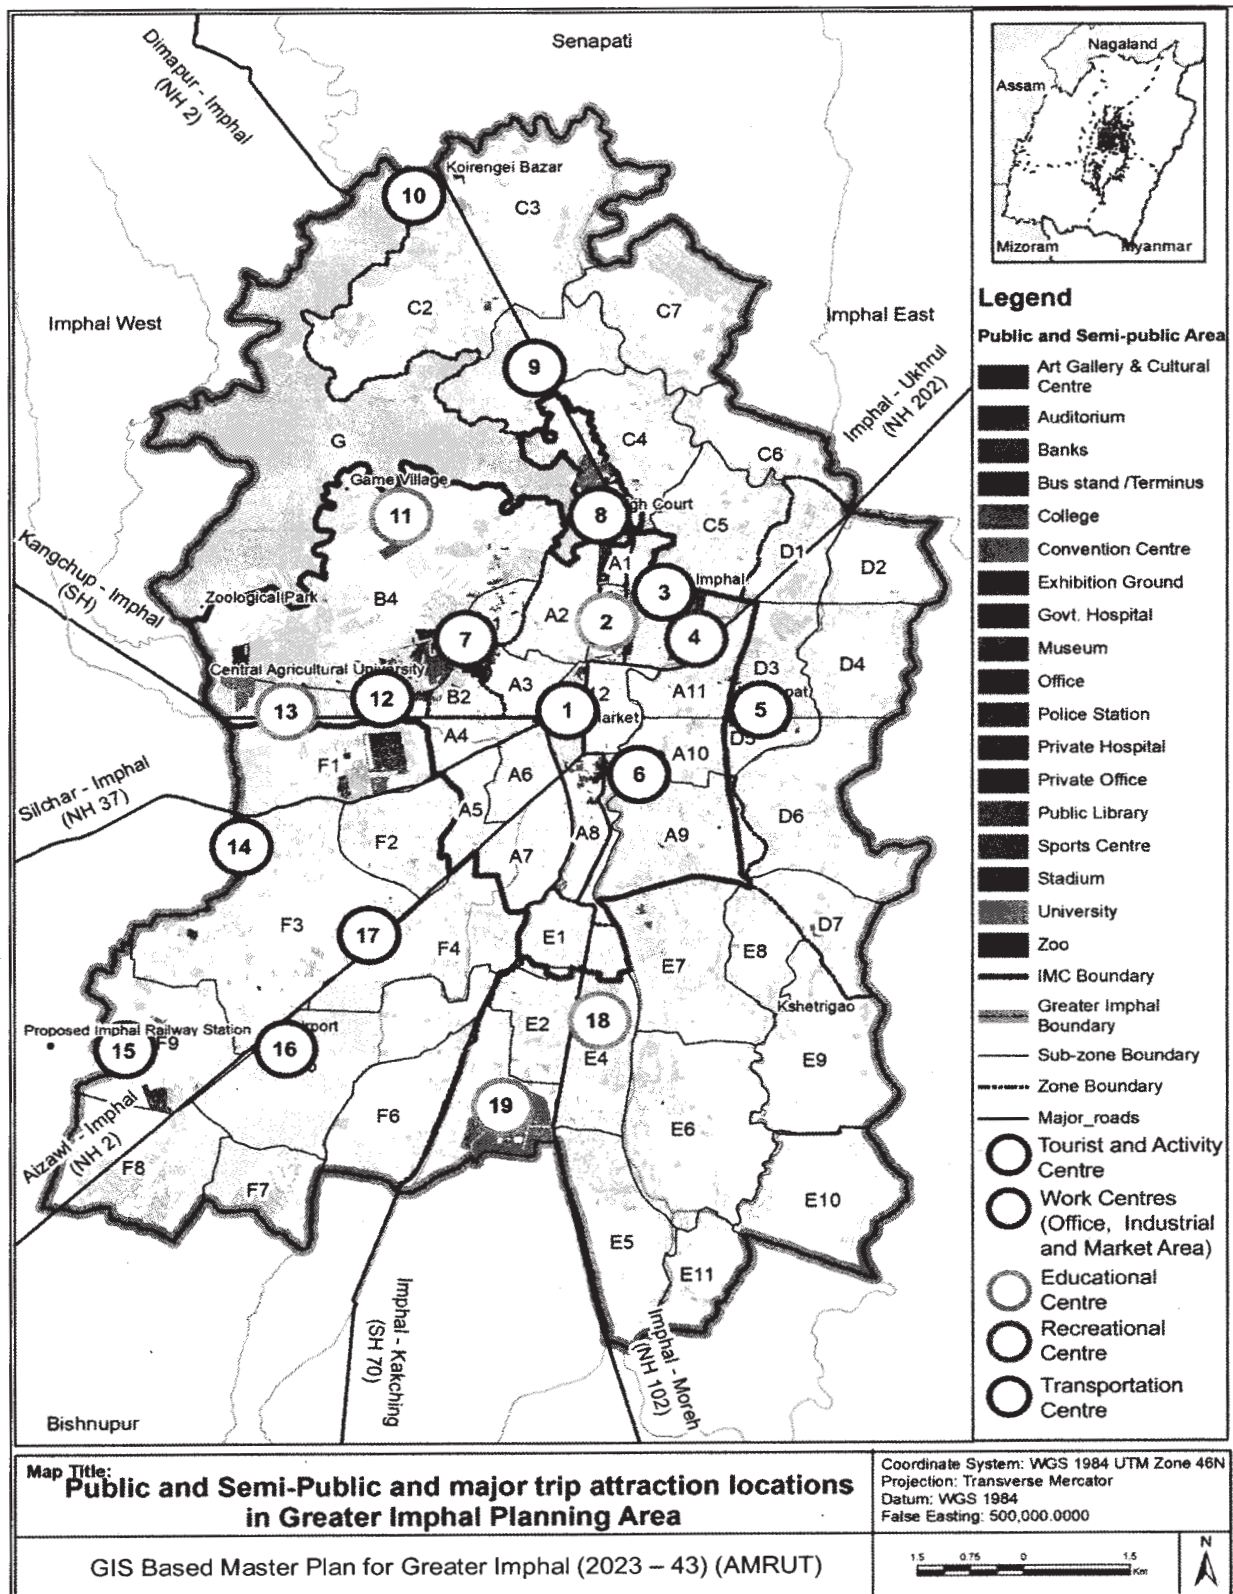 Senapati
Dimapur - Imphal
(NH 2)
Koirengei Bazar
10
C3
C2
C7
Imphal West
Imphal East
9
Imphal - Ukhrul
(NH 202)
G
C4
C6
Game Village
11
8
gh Court
C5
Kangchup - Imphal
(SH)
D1
D2
A1
Imphal
3
Zoological Park
B4
A2
2
7
4
D4
Central Agricultural University
D3
A3
A11
12
B2
13
1
5
arket
A4
D5
F1
A10
A6
6
Silchar - Imphal
(NH 37)
A5
D6
14
F2
A8
A9
A7
F3
17
F4
E1
D7
E7
E8
Kshetrigao
Proposed Imphal Railway Station
F9
15
16
irport
E2
18
E4
E9
19
F6
E6
Aizawl - Imphal
(NH 2)
F8
F7
E10
E5
E11
Imphal - Kakching
(SH 70)
Imphal - Moreh
(NH 102)
Bishnupur
Nagaland
Assam
Mizoram
Myanmar
Legend
Public and Semi-public Area
Art Gallery & Cultural
Centre
Auditorium
Banks
Bus stand /Terminus
College
Convention Centre
Exhibition Ground
Govt. Hospital
Museum
Office
Police Station
Private Hospital
Private Office
Public Library
Sports Centre
Stadium
University
Zoo
IMC Boundary
Greater Imphal
Boundary
Sub-zone Boundary
Zone Boundary
Major_roads
Tourist and Activity
Centre
Work Centres
(Office, Industrial
and Market Area)
Educational
Centre
Recreational
Centre
Transportation
Centre
Map Title:
Public and Semi-Public and major trip attraction locations
in Greater Imphal Planning Area
GIS Based Master Plan for Greater Imphal (2023 – 43) (AMRUT)
Coordinate System: WGS 1984 UTM Zone 46N
Projection: Transverse Mercator
Datum: WGS 1984
False Easting: 500,000.0000
1.5 0.75 0 1.5
Km
N